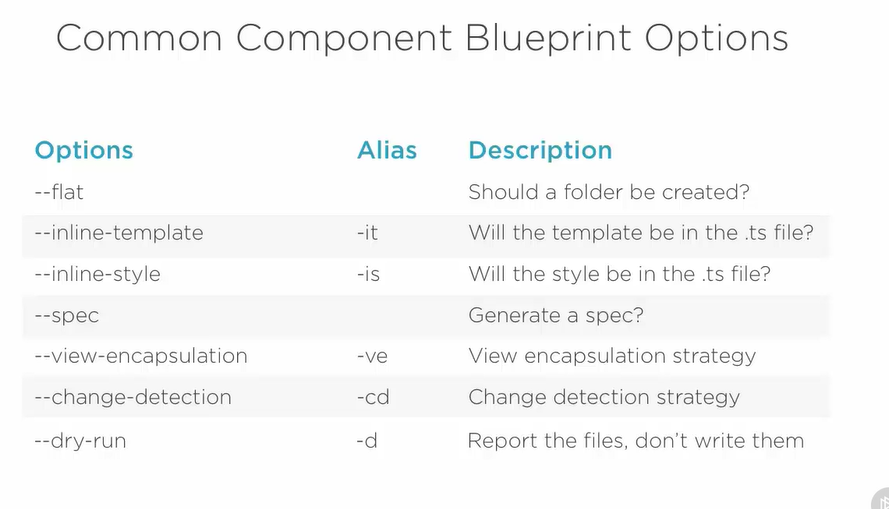 Common Component Blueprint Options
Options Alias Description
--flat Should a folder be created?
--inline-template -it Will the template be in the .ts file?
--inline-style -is Will the style be in the .ts file?
--spec Generate a spec?
--view-encapsulation -ve View encapsulation strategy
--change-detection -cd Change detection strategy
--dry-run -d Report the files, don’t write them